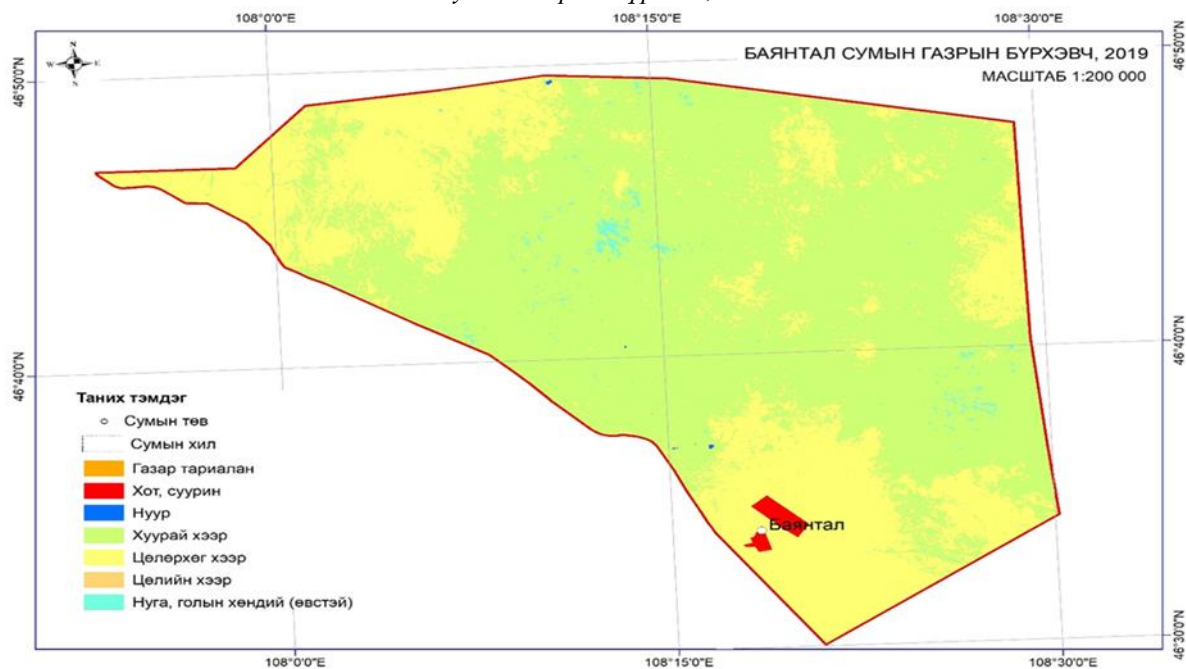 108°0'0"E 108°15'0"E 108°30'0"E
БАЯНТАЛ СУМЫН ГАЗРЫН БҮРХЭВЧ, 2019
МАСШТАБ 1:200 000
W N E S
46°50'0"N 46°50'0"N
46°40'0"N 46°40'0"N
Таних тэмдэг
Сумын төв
Сумын хил
Газар тариалан
Хот, суурин
Нуур
Хуурай хээр
Цөлөрхөг хээр
Цөлийн хээр
Нуга, голын хөндий (өвстэй)
Баянтал
46°30'0"N
108°0'0"E 108°15'0"E 108°30'0"E